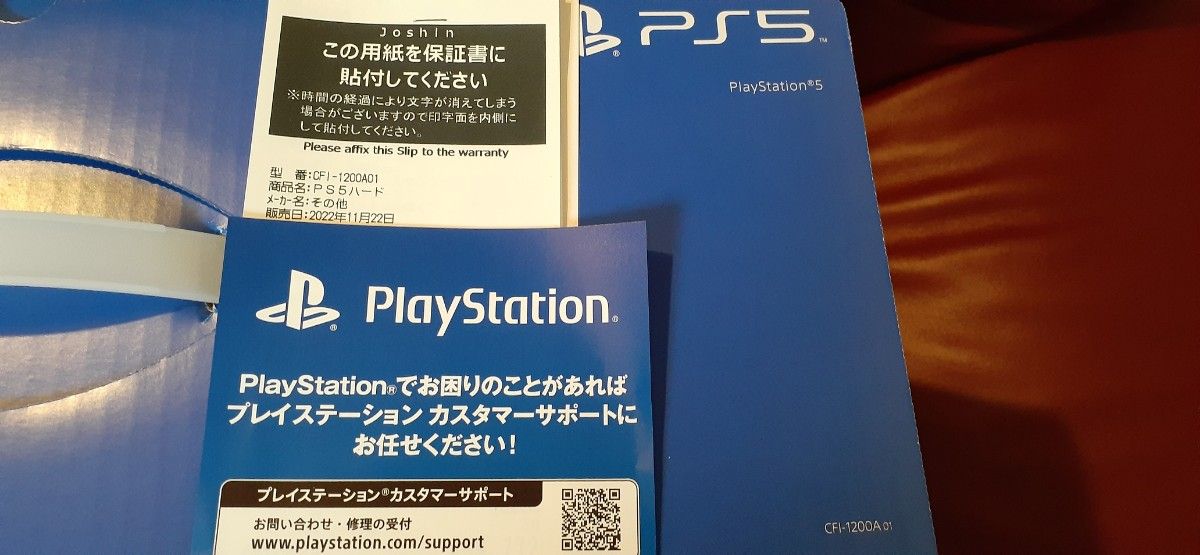 Joshin
この用紙を保証書に
貼付してください
※時間の経過により文字が消えてしまう
場合がございますので印字面を内側に
して貼付してください。
Please affix this Slip to the warranty
型 番:CFI-1200A01
商品名:PS5ハード
メーカー名:その他
販売日:2022年11月22日
PS5™
PlayStation®5
PlayStation®
PlayStation®でお困りのことがあれば
プレイステーション カスタマーサポートに
お任せください!
プレイステーション®カスタマーサポート
お問い合わせ・修理の受付
www.playstation.com/support
CFI-1200A 01